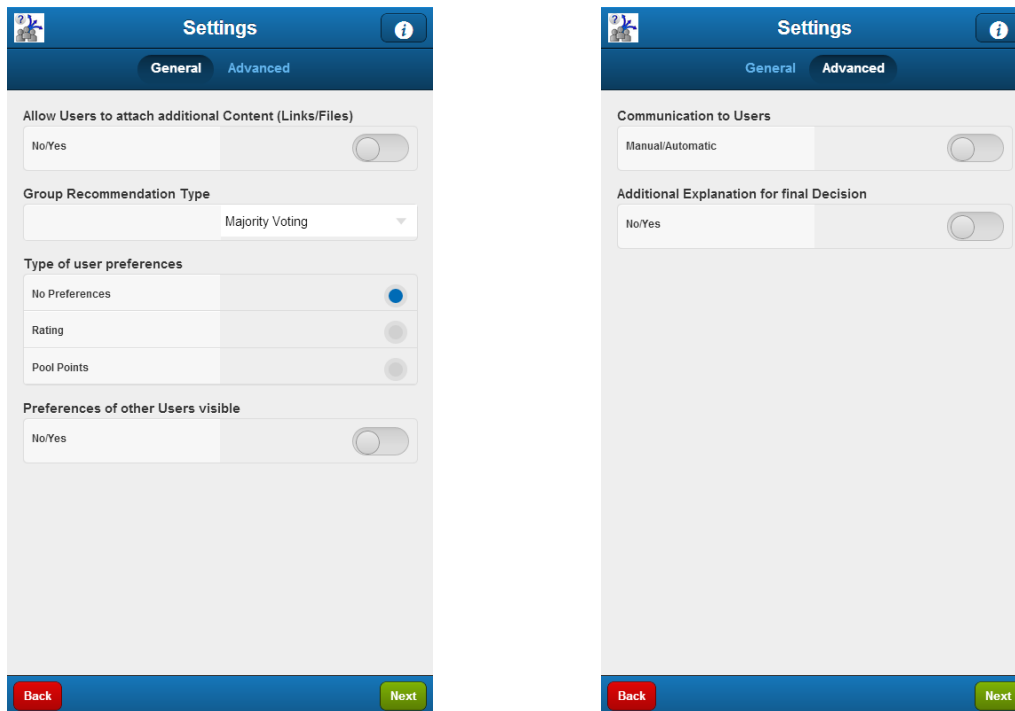 Settings
General Advanced
Allow Users to attach additional Content (Links/Files)
No/Yes
Group Recommendation Type
Majority Voting
Type of user preferences
No Preferences
Rating
Pool Points
Preferences of other Users visible
No/Yes
Back Next
Settings
General Advanced
Communication to Users
Manual/Automatic
Additional Explanation for final Decision
No/Yes
Back Next